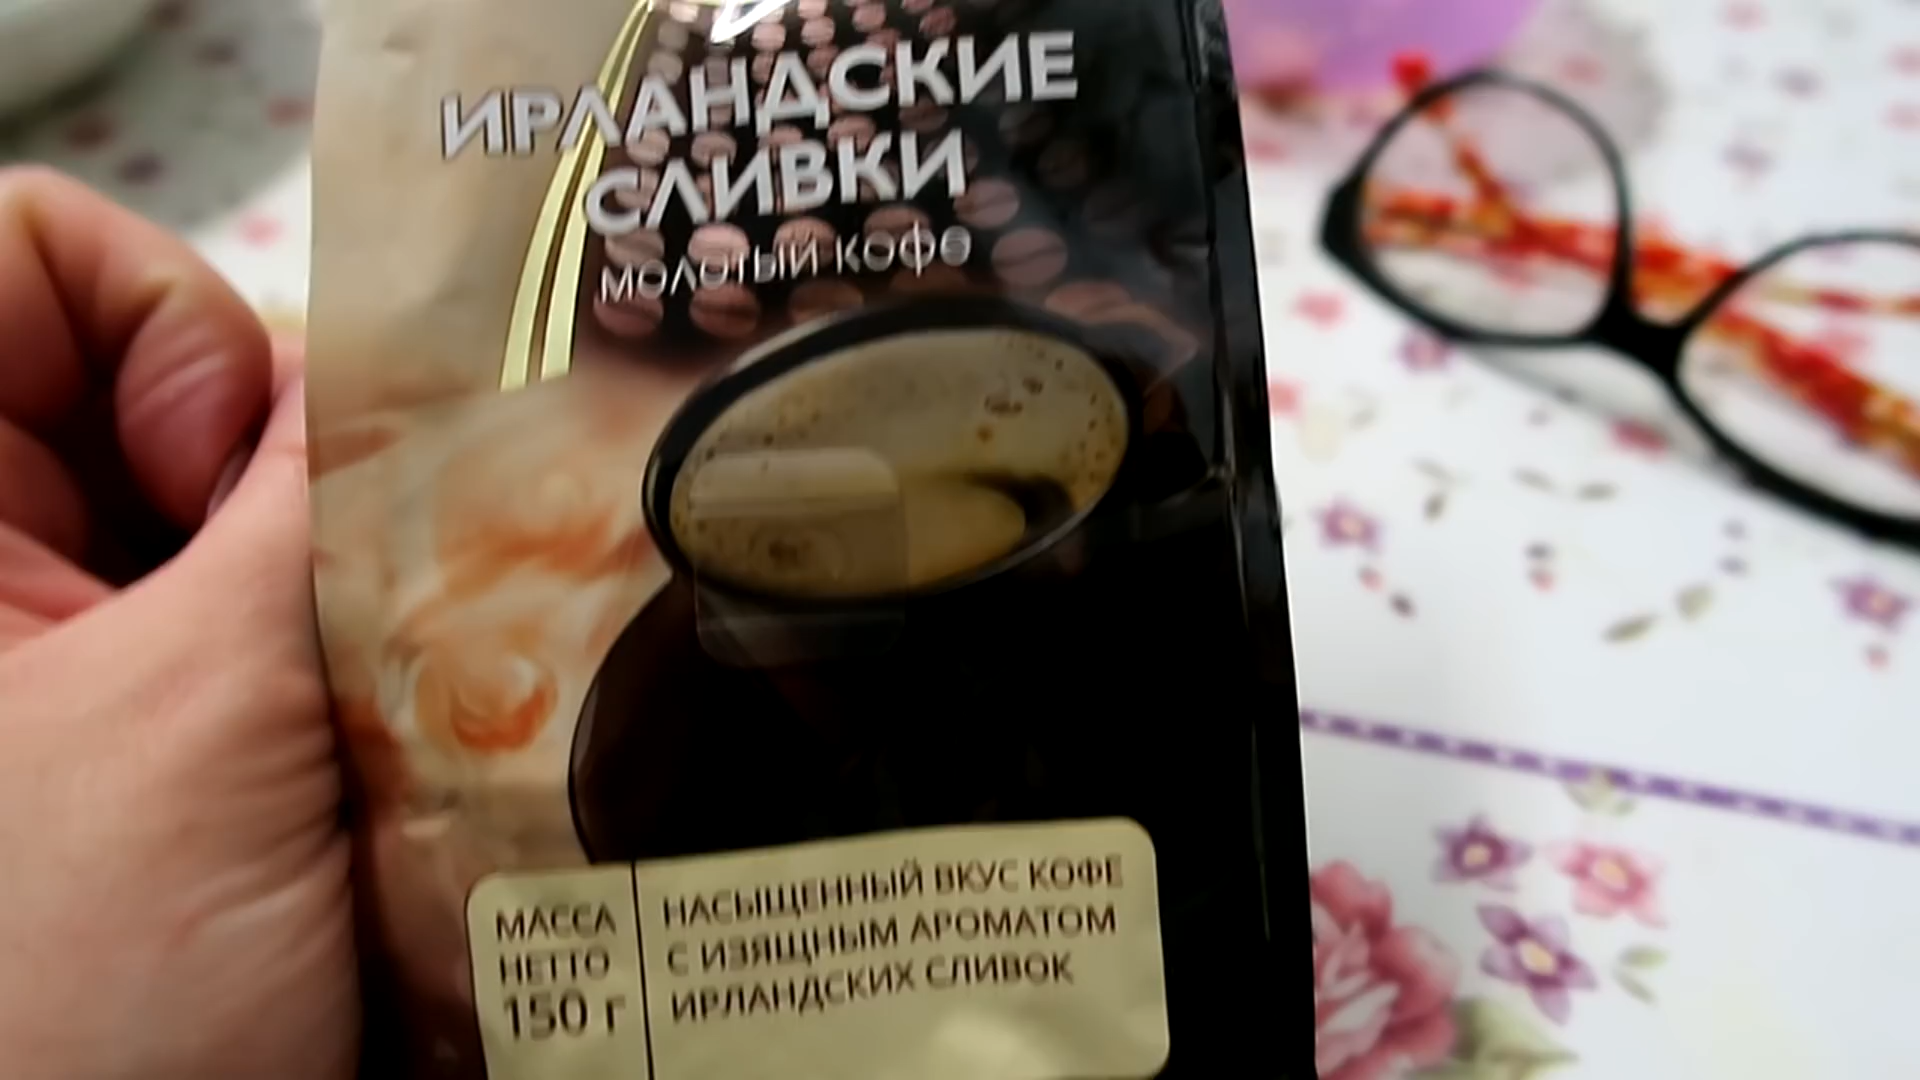 ИРЛАНДСКИЕ
СЛИВКИ
МОЛОТЫЙ КОФЕ
МАССА
НЕТТО
150 г
НАСЫЩЕННЫЙ ВКУС КОФЕ
С ИЗЯЩНЫМ АРОМАТОМ
ИРЛАНДСКИХ СЛИВОК